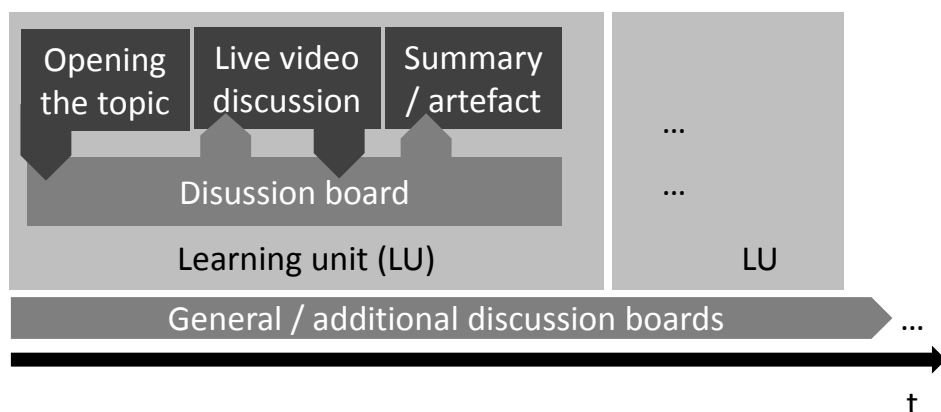 Opening
the topic
Live video
discussion
Summary
/ artefact
...
...
Disussion board
Learning unit (LU)
LU
General / additional discussion boards
...
t